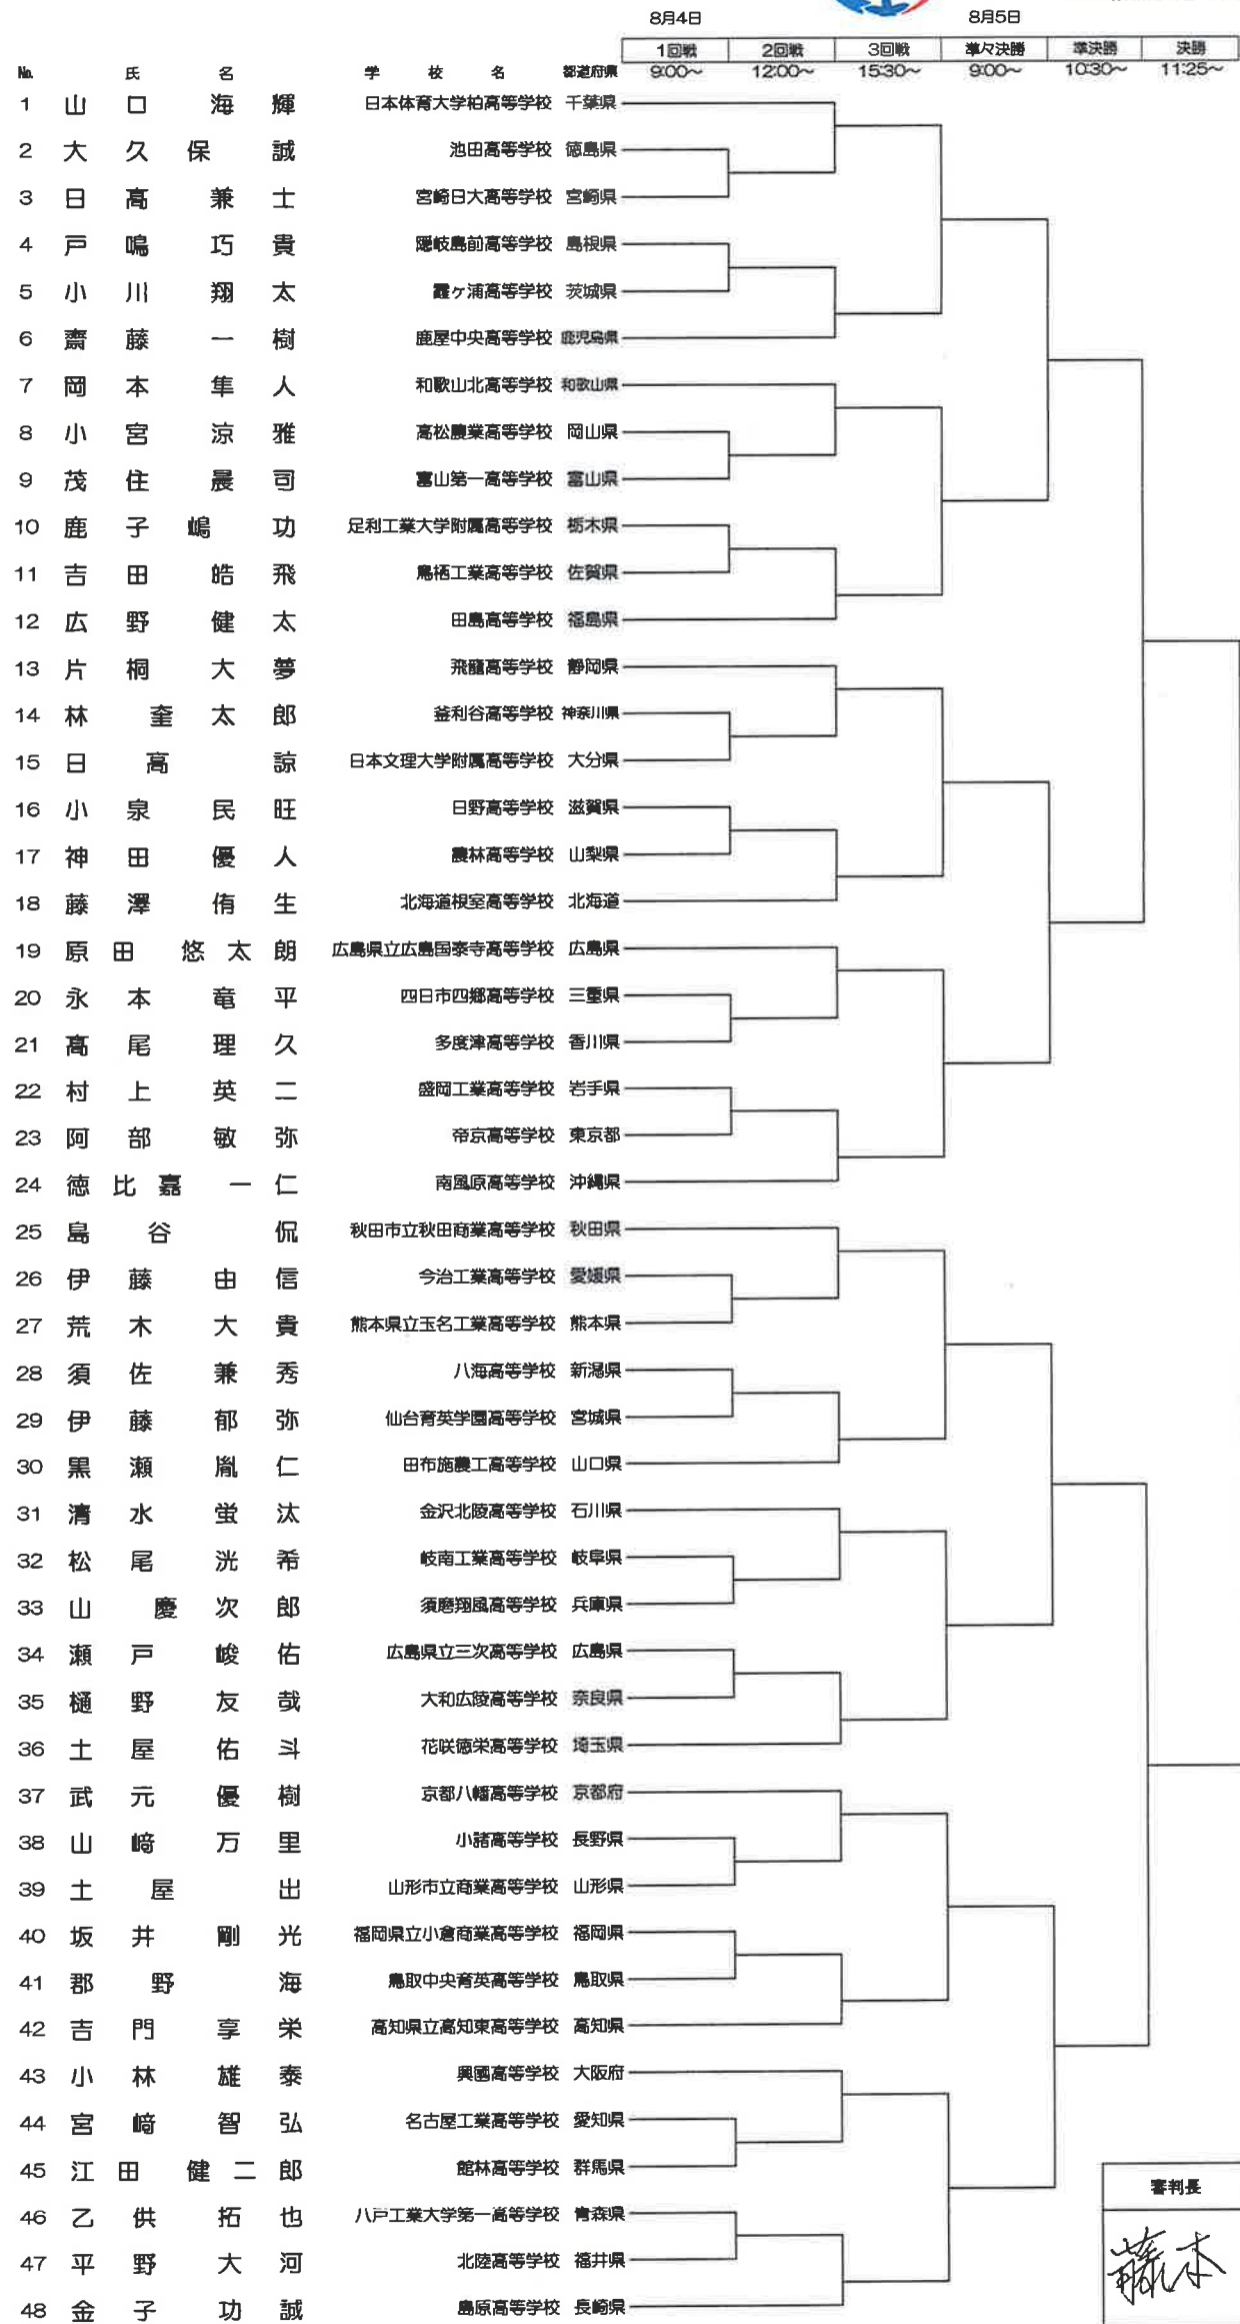 8月4日 8月5日
1回戦 2回戦 3回戦 準々決勝 準決勝 決勝
No. 氏名 学校名 都道府県 9:00～ 12:00～ 15:30～ 9:00～ 10:30～ 11:25～
1 山口海輝 日本体育大学柏高等学校 千葉県
2 大久保誠 池田高等学校 徳島県
3 日高兼士 宮崎日大高等学校 宮崎県
4 戸鳴巧貴 隠岐島前高等学校 島根県
5 小川翔太 霞ヶ浦高等学校 茨城県
6 齋藤一樹 鹿屋中央高等学校 鹿児島県
7 岡本隼人 和歌山北高等学校 和歌山県
8 小宮涼雅 高松農業高等学校 岡山県
9 茂住晨司 富山第一高等学校 富山県
10 鹿子嶋功 足利工業大学附属高等学校 栃木県
11 吉田皓飛 鳥栖工業高等学校 佐賀県
12 広野健太 田島高等学校 福島県
13 片桐大夢 飛龍高等学校 静岡県
14 林奎太郎 釜利谷高等学校 神奈川県
15 日高諒 日本文理大学附属高等学校 大分県
16 小泉民旺 日野高等学校 滋賀県
17 神田優人 農林高等学校 山梨県
18 藤澤侑生 北海道根室高等学校 北海道
19 原田悠太朗 広島県立広島国泰寺高等学校 広島県
20 永本竜平 四日市四郷高等学校 三重県
21 高尾理久 多度津高等学校 香川県
22 村上英二 盛岡工業高等学校 岩手県
23 阿部敏弥 帝京高等学校 東京都
24 徳比嘉一仁 南風原高等学校 沖縄県
25 島谷侃 秋田市立秋田商業高等学校 秋田県
26 伊藤由信 今治工業高等学校 愛媛県
27 荒木大貴 熊本県立玉名工業高等学校 熊本県
28 須佐兼秀 八海高等学校 新潟県
29 伊藤郁弥 仙台育英学園高等学校 宮城県
30 黒瀬胤仁 田布施農工高等学校 山口県
31 清水蛍汰 金沢北陵高等学校 石川県
32 松尾洸希 岐南工業高等学校 岐阜県
33 山慶次郎 須磨翔風高等学校 兵庫県
34 瀬戸峻佑 広島県立三次高等学校 広島県
35 樋野友哉 大和広陵高等学校 奈良県
36 土屋佑斗 花咲徳栄高等学校 埼玉県
37 武元優樹 京都八幡高等学校 京都府
38 山﨑万里 小諸高等学校 長野県
39 土屋出 山形市立商業高等学校 山形県
40 坂井剛光 福岡県立小倉商業高等学校 福岡県
41 郡野海 鳥取中央育英高等学校 鳥取県
42 吉門享栄 高知県立高知東高等学校 高知県
43 小林雄泰 興國高等学校 大阪府
44 宮﨑智弘 名古屋工業高等学校 愛知県
45 江田健二郎 館林高等学校 群馬県
審判長
46 乙供拓也 八戸工業大学第一高等学校 青森県
47 平野大河 北陸高等学校 福井県
藤本
48 金子功誠 島原高等学校 長崎県